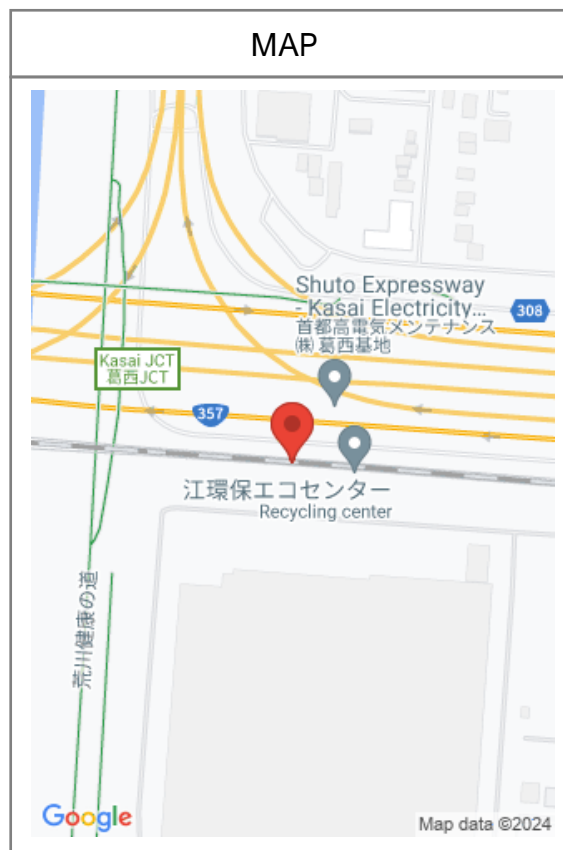 MAP
Shuto Expressway
- Kasai Electricity...
首都高電気メンテナンス
㈱ 葛西基地
308
Kasai JCT
葛西JCT
357
江環保エコセンター
Recycling center
荒川健康の道
Google
Map data ©2024